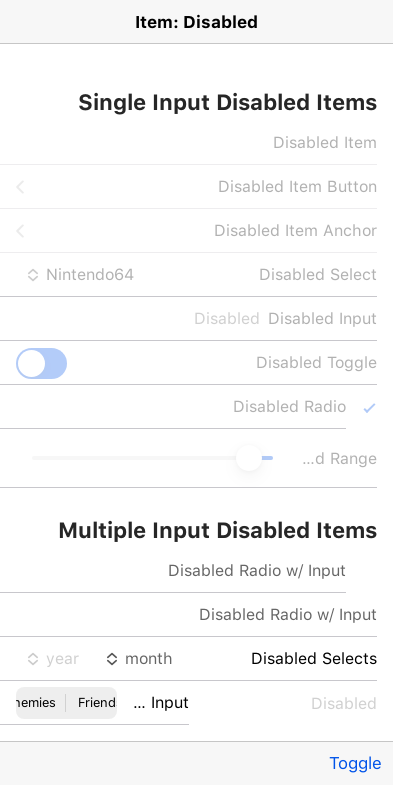 Item: Disabled
Single Input Disabled Items
Disabled Item
Disabled Item Button
Disabled Item Anchor
Disabled Select Nintendo64
Disabled Input Disabled
Disabled Toggle
Disabled Radio
...d Range
Multiple Input Disabled Items
Disabled Radio w/ Input
Disabled Radio w/ Input
Disabled Selects month year
Disabled ... Input Friend nemies
Toggle